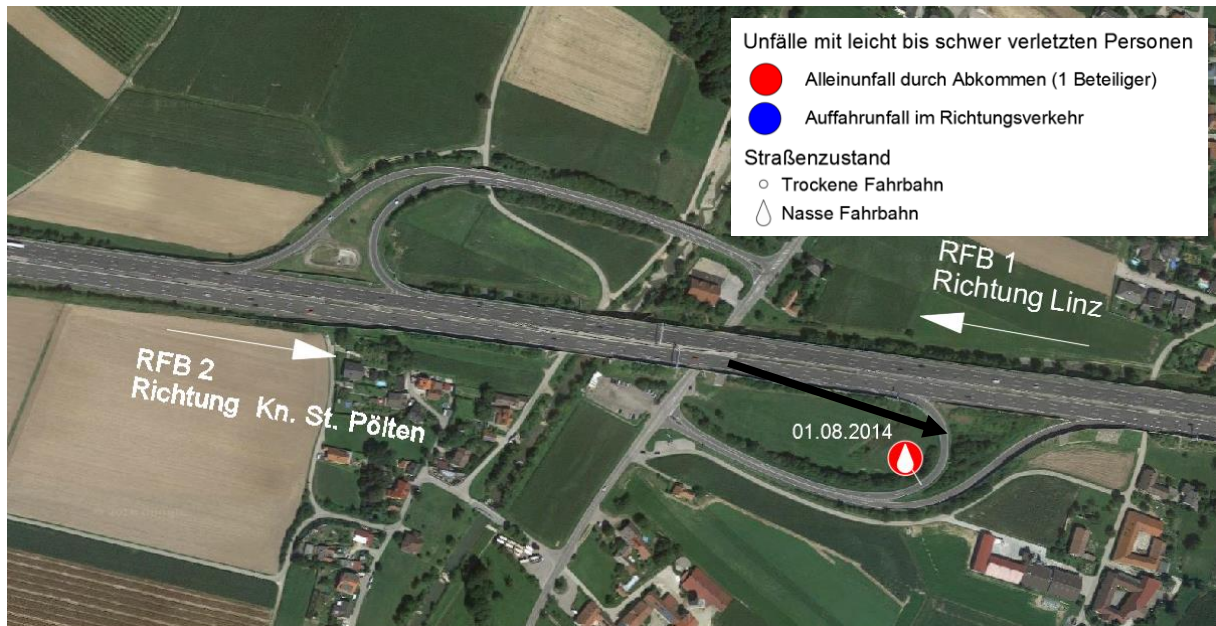 Unfälle mit leicht bis schwer verletzten Personen
Alleinunfall durch Abkommen (1 Beteiliger)
Auffahrunfall im Richtungsverkehr
Straßenzustand
Trockene Fahrbahn
Nasse Fahrbahn
RFB 1
Richtung Linz
RFB 2
Richtung Kn. St. Pölten
01.08.2014